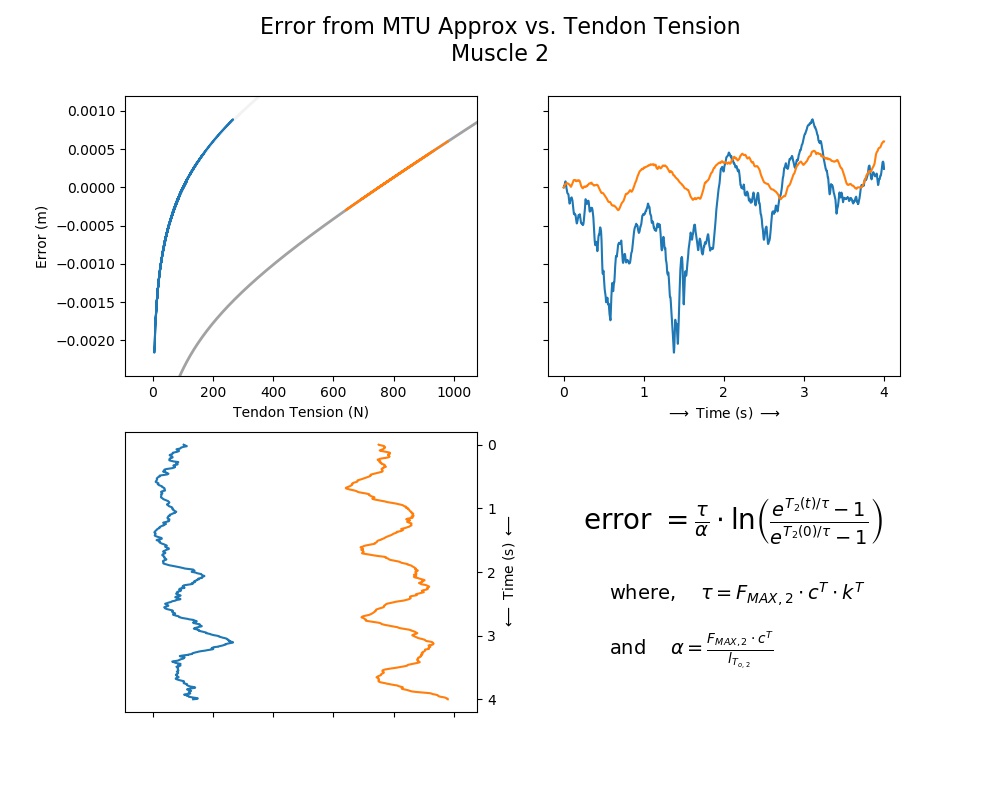 Error from MTU Approx vs. Tendon Tension
Muscle 2
0.0010
0.0005
0.0000
−0.0005
−0.0010
−0.0015
−0.0020
Error (m)
0 200 400 600 800 1000
Tendon Tension (N)
0 1 2 3 4
⟶ Time (s) ⟶
0
1
2
3
4
⟵ Time (s) ⟵
error = τ/α · ln((e^{T_2(t)/τ} − 1)/(e^{T_2(0)/τ} − 1))
where, τ = F_{MAX,2} · c^T · k^T
and α = (F_{MAX,2} · c^T)/l_{T_{o,2}}